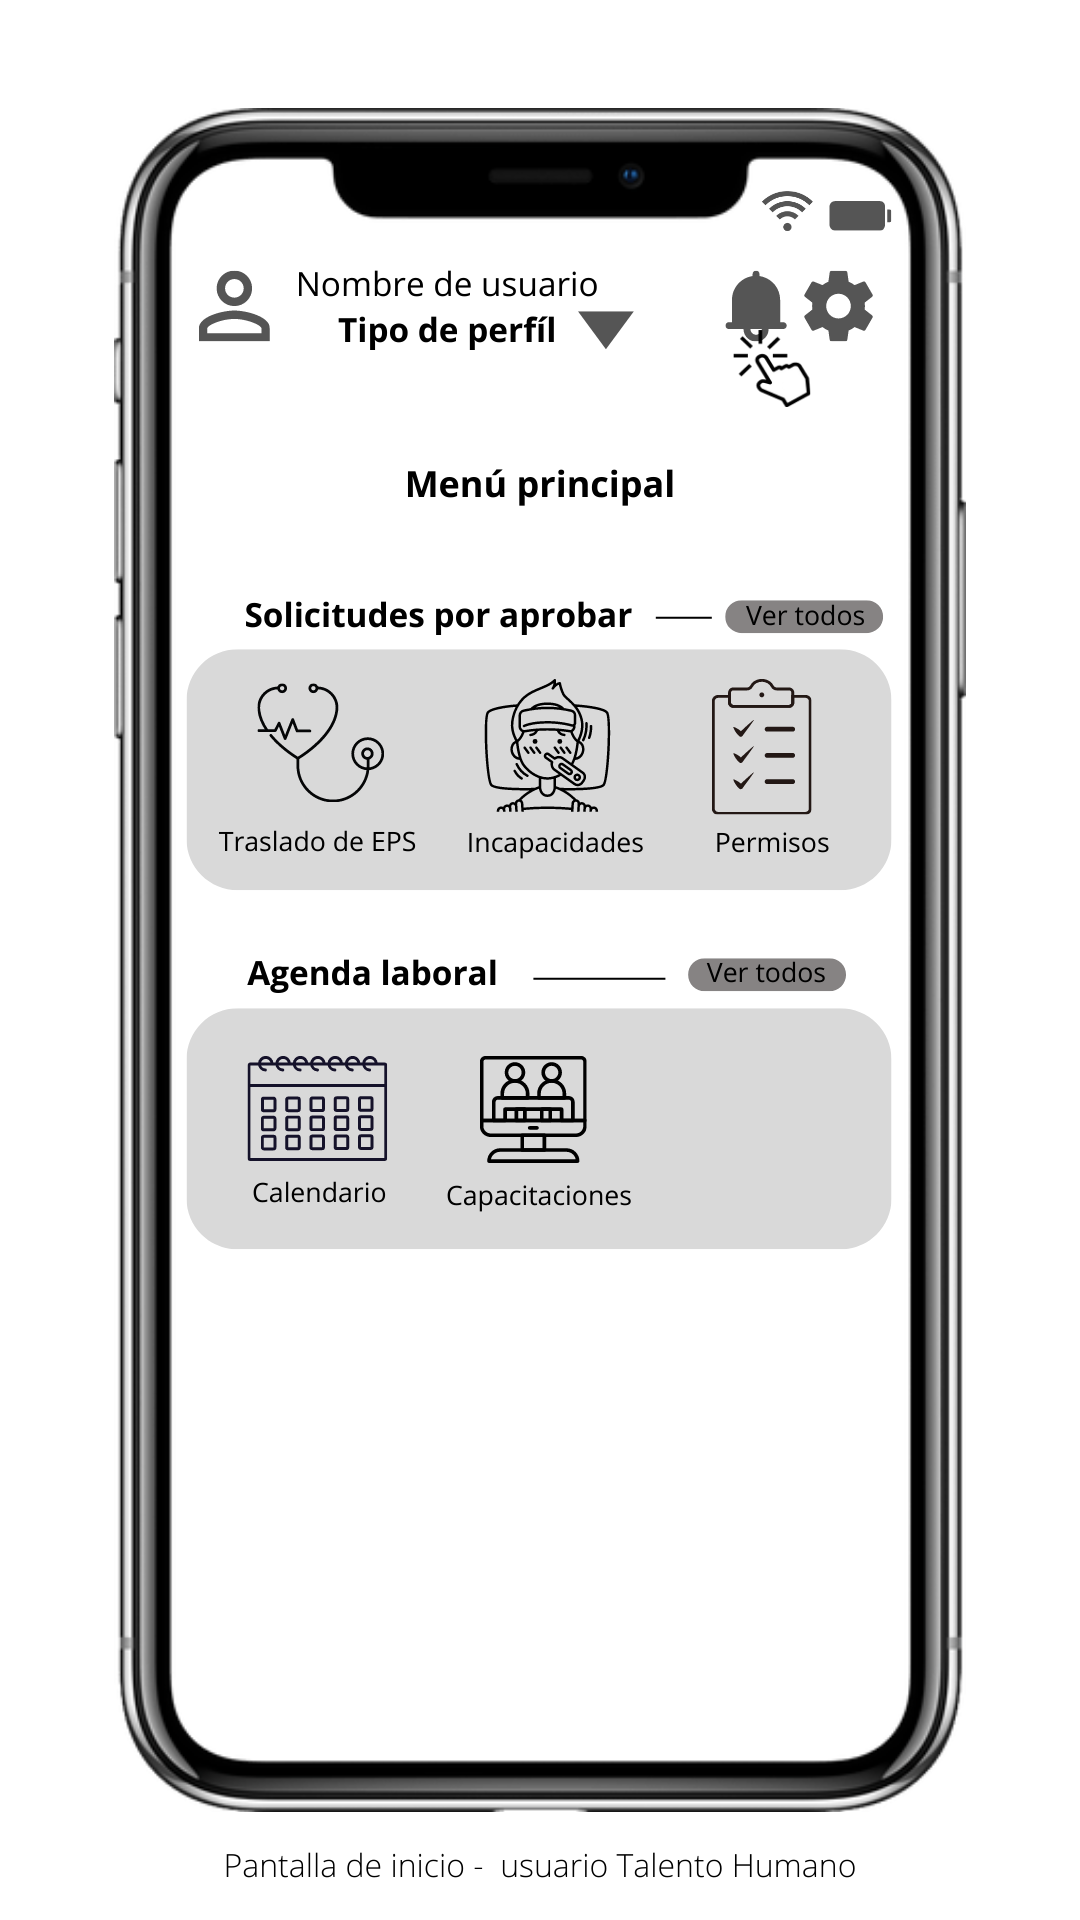 Nombre de usuario
Tipo de perfíl
Menú principal
Solicitudes por aprobar
Ver todos
Traslado de EPS
Incapacidades
Permisos
Agenda laboral
Ver todos
Calendario
Capacitaciones
Pantalla de inicio - usuario Talento Humano